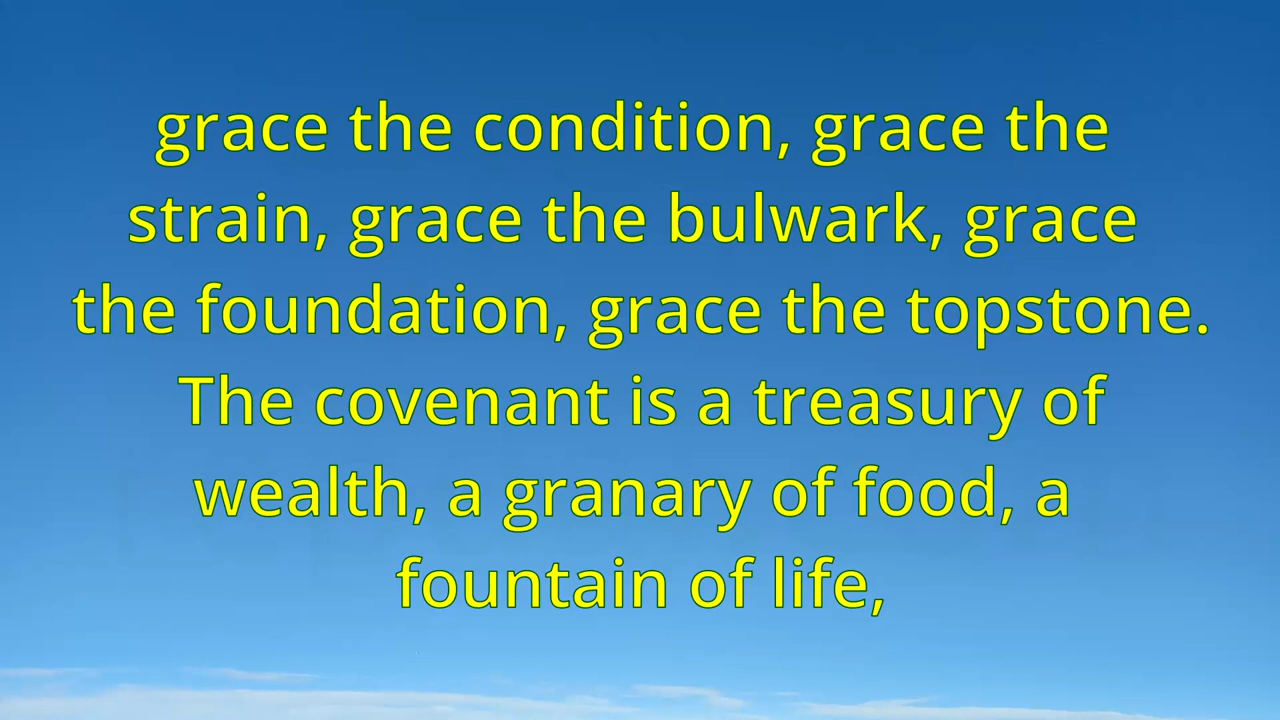 grace the condition, grace the
strain, grace the bulwark, grace
the foundation, grace the topstone.
The covenant is a treasury of
wealth, a granary of food, a
fountain of life,